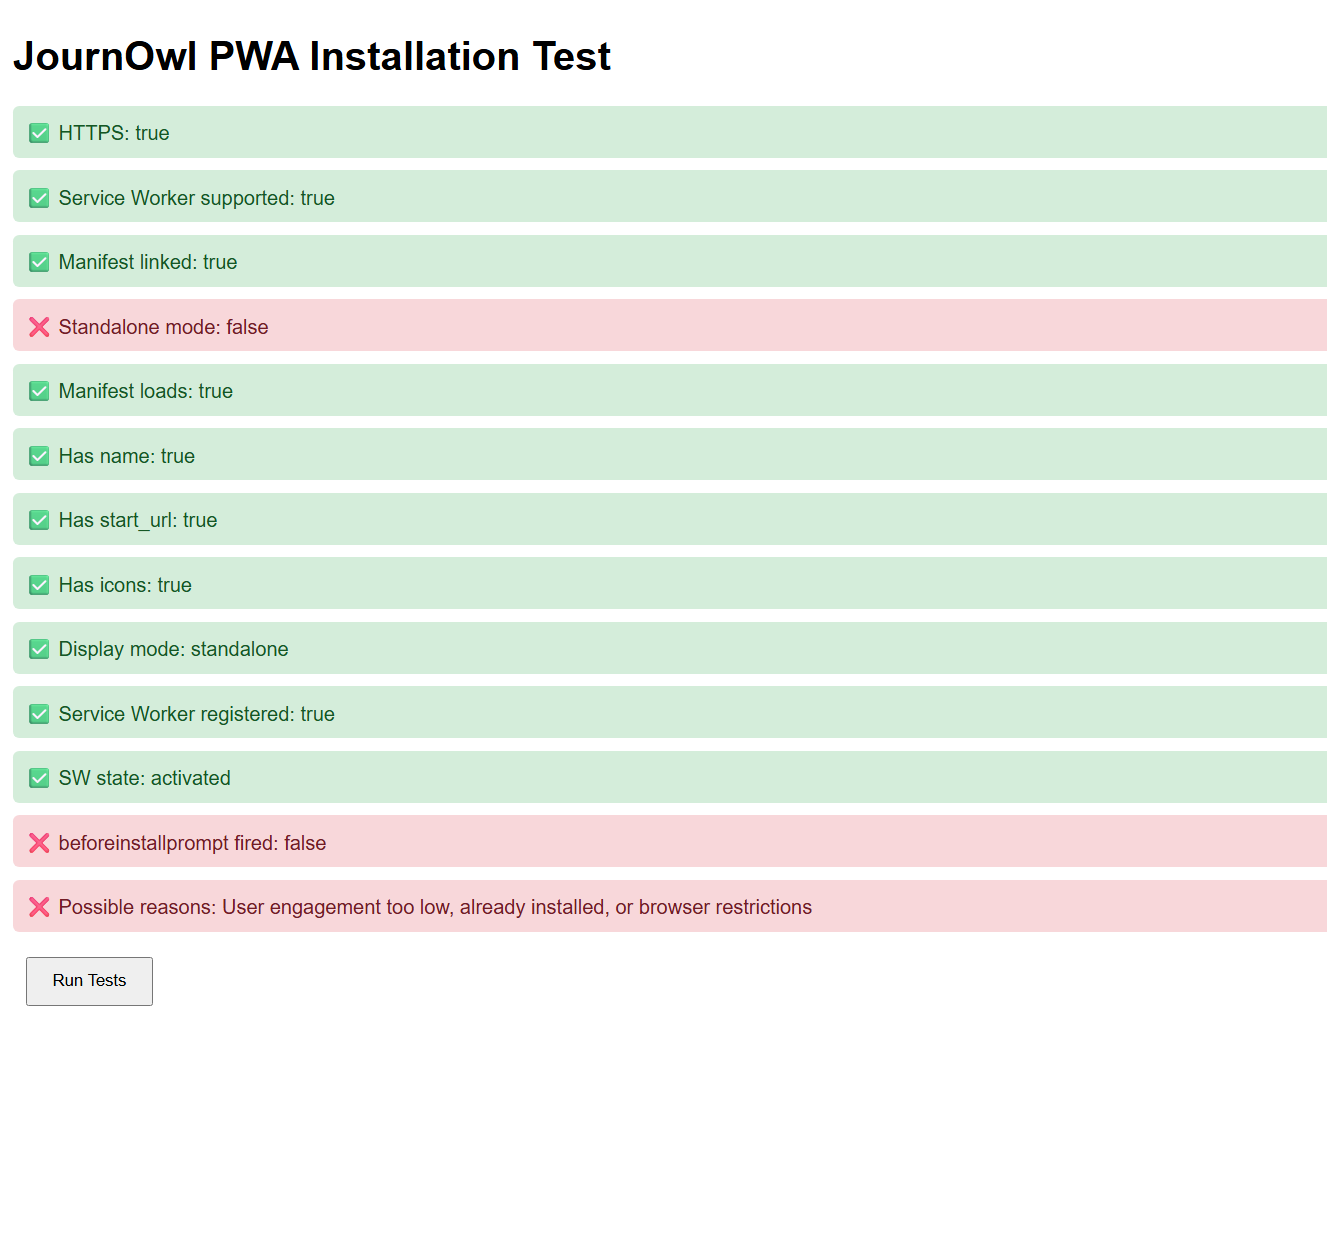 JournOwl PWA Installation Test
✅ HTTPS: true
✅ Service Worker supported: true
✅ Manifest linked: true
❌ Standalone mode: false
✅ Manifest loads: true
✅ Has name: true
✅ Has start_url: true
✅ Has icons: true
✅ Display mode: standalone
✅ Service Worker registered: true
✅ SW state: activated
❌ beforeinstallprompt fired: false
❌ Possible reasons: User engagement too low, already installed, or browser restrictions
Run Tests